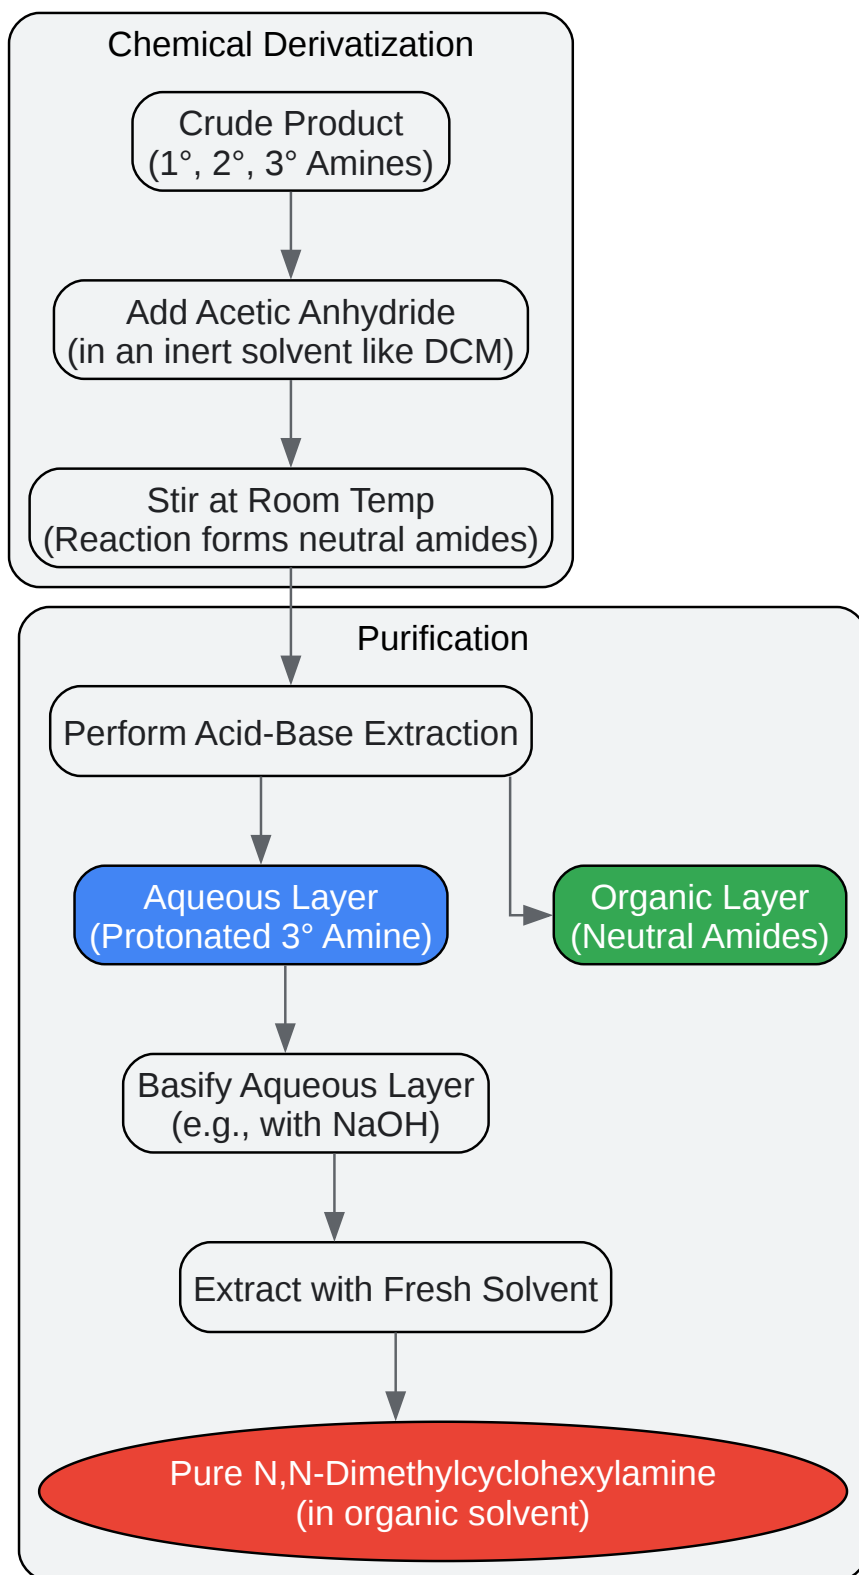 Chemical Derivatization
Crude Product
(1°, 2°, 3° Amines)
Add Acetic Anhydride
(in an inert solvent like DCM)
Stir at Room Temp
(Reaction forms neutral amides)
Purification
Perform Acid-Base Extraction
Aqueous Layer
(Protonated 3° Amine)
Organic Layer
(Neutral Amides)
Basify Aqueous Layer
(e.g., with NaOH)
Extract with Fresh Solvent
Pure N,N-Dimethylcyclohexylamine
(in organic solvent)